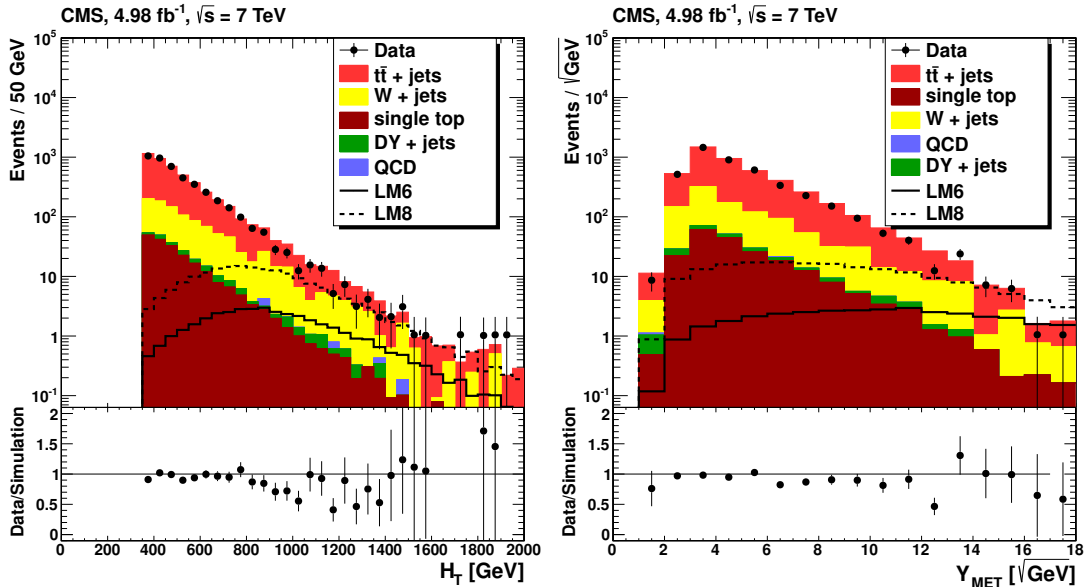 CMS, 4.98 fb⁻¹, √s = 7 TeV
Events / 50 GeV
10⁵
10⁴
10³
10²
10
1
10⁻¹
Data
tt̄ + jets
W + jets
single top
DY + jets
QCD
LM6
LM8
Data/Simulation
2
1.5
1
0.5
0
0 200 400 600 800 1000 1200 1400 1600 1800 2000
H_T [GeV]
CMS, 4.98 fb⁻¹, √s = 7 TeV
Events / √GeV
10⁵
10⁴
10³
10²
10
1
10⁻¹
Data
tt̄ + jets
single top
W + jets
QCD
DY + jets
LM6
LM8
Data/Simulation
2
1.5
1
0.5
0
0 2 4 6 8 10 12 14 16 18
Y_MET [√GeV]